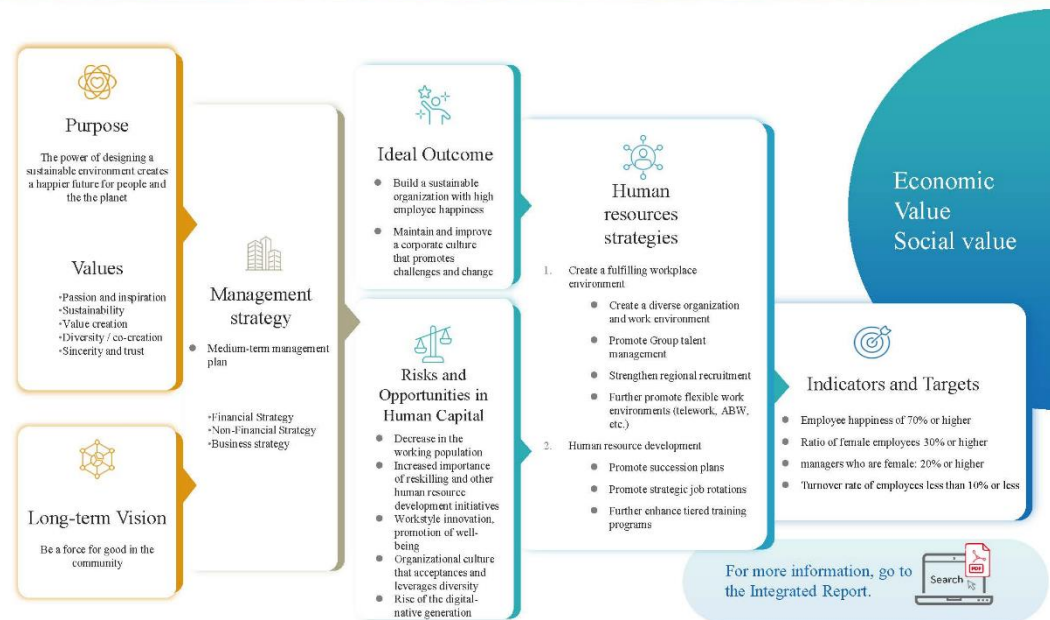 Purpose
The power of designing a
sustainable environment creates
a happier future for people and
the the planet
Values
•Passion and inspiration
•Sustainability
•Value creation
•Diversity / co-creation
•Sincerity and trust
Long-term Vision
Be a force for good in the
community
Management
strategy
Medium-term management
plan
•Financial Strategy
•Non-Financial Strategy
•Business strategy
Ideal Outcome
Build a sustainable
organization with high
employee happiness
Maintain and improve
a corporate culture
that promotes
challenges and change
Risks and
Opportunities in
Human Capital
Decrease in the
working population
Increased importance
of reskilling and other
human resource
development initiatives
Workstyle innovation,
promotion of well-
being
Organizational culture
that acceptances and
leverages diversity
Rise of the digital-
native generation
Human
resources
strategies
1. Create a fulfilling workplace
environment
Create a diverse organization
and work environment
Promote Group talent
management
Strengthen regional recruitment
Further promote flexible work
environments (telework, ABW,
etc.)
2. Human resource development
Promote succession plans
Promote strategic job rotations
Further enhance tiered training
programs
Economic
Value
Social value
Indicators and Targets
Employee happiness of 70% or higher
Ratio of female employees 30% or higher
managers who are female: 20% or higher
Turnover rate of employees less than 10% or less
For more information, go to
the Integrated Report.
Search
PDF